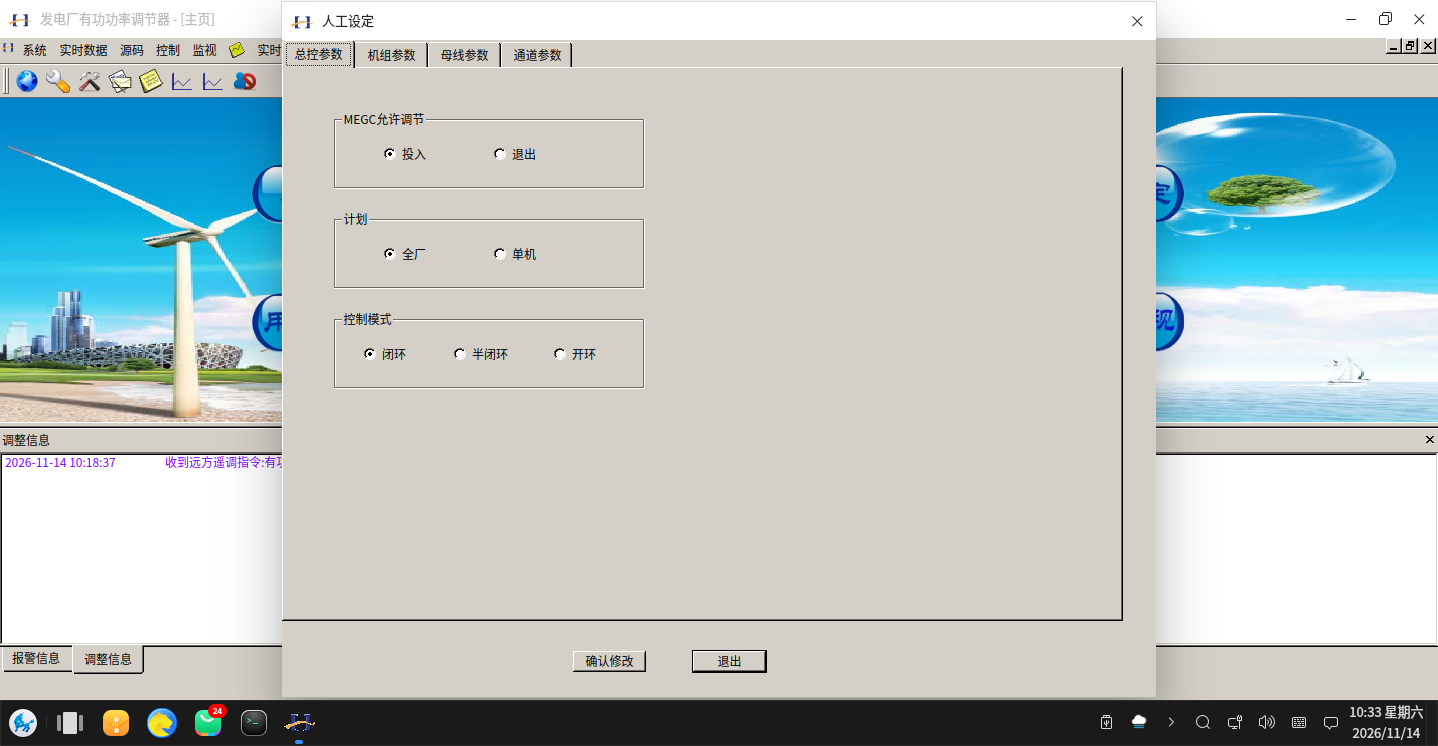 发电厂有功功率调节器 - [主页]
人工设定
系统 实时数据 源码 控制 监视 实时
总控参数 机组参数 母线参数 通道参数
MEGC允许调节
投入 退出
计划
全厂 单机
控制模式
闭环 半闭环 开环
定
用
视
调整信息
2026-11-14 10:18:37 收到远方遥调指令:有功
报警信息 调整信息
确认修改 退出
24
10:33 星期六
2026/11/14